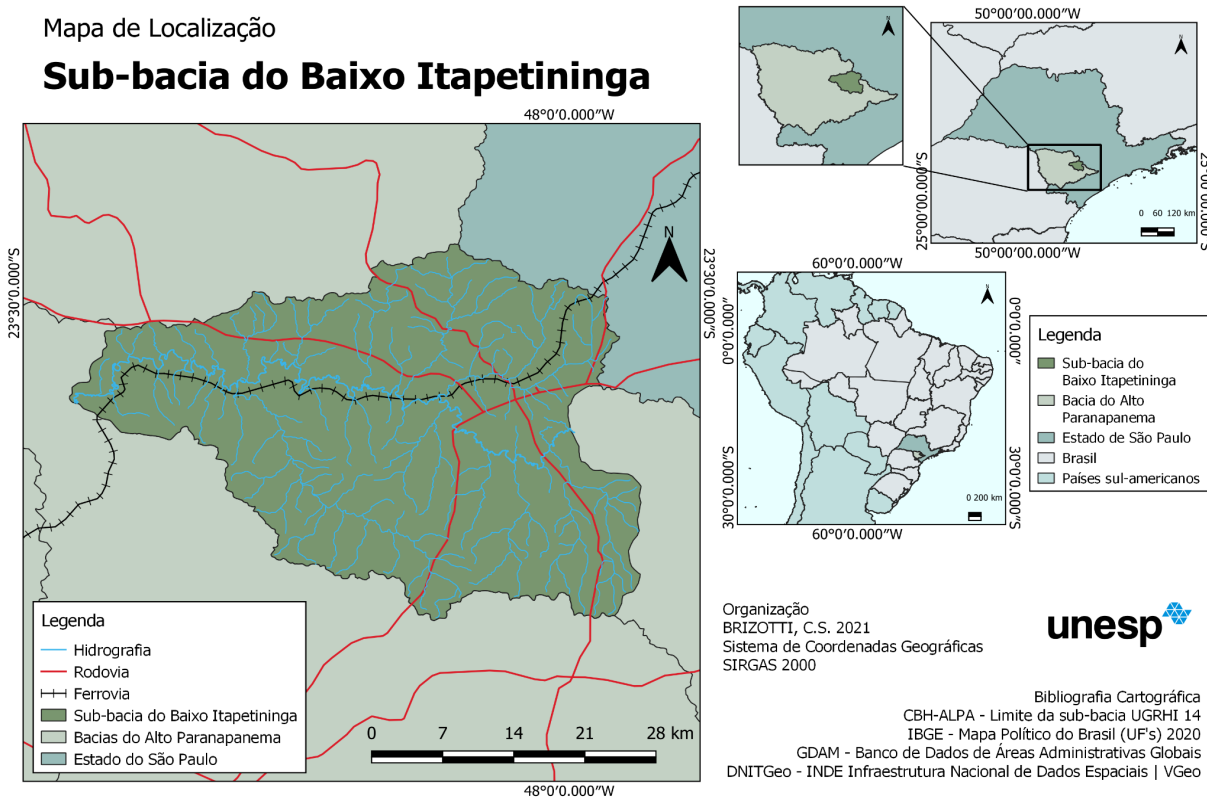 Mapa de Localização
Sub-bacia do Baixo Itapetininga
48°0'0.000"W
23°30'0.000"S
N
23°30'0.000"S
Legenda
Hidrografia
Rodovia
Ferrovia
Sub-bacia do Baixo Itapetininga
Bacias do Alto Paranapanema
Estado do São Paulo
0 7 14 21 28 km
48°0'0.000"W
N
50°00'00.000"W
N
25°00'00.000"S
25°00'00.000"S
0 60 120 km
50°00'00.000"W
60°0'0.000"W
N
0°0'0.000"
0°0'0.000"
30°0'0.000"S
30°0'0.000"S
0 200 km
60°0'0.000"W
Legenda
Sub-bacia do
Baixo Itapetininga
Bacia do Alto
Paranapanema
Estado de São Paulo
Brasil
Países sul-americanos
Organização
BRIZOTTI, C.S. 2021
Sistema de Coordenadas Geográficas
SIRGAS 2000
unesp
Bibliografia Cartográfica
CBH-ALPA - Limite da sub-bacia UGRHI 14
IBGE - Mapa Político do Brasil (UF's) 2020
GDAM - Banco de Dados de Áreas Administrativas Globais
DNITGeo - INDE Infraestrutura Nacional de Dados Espaciais | VGeo